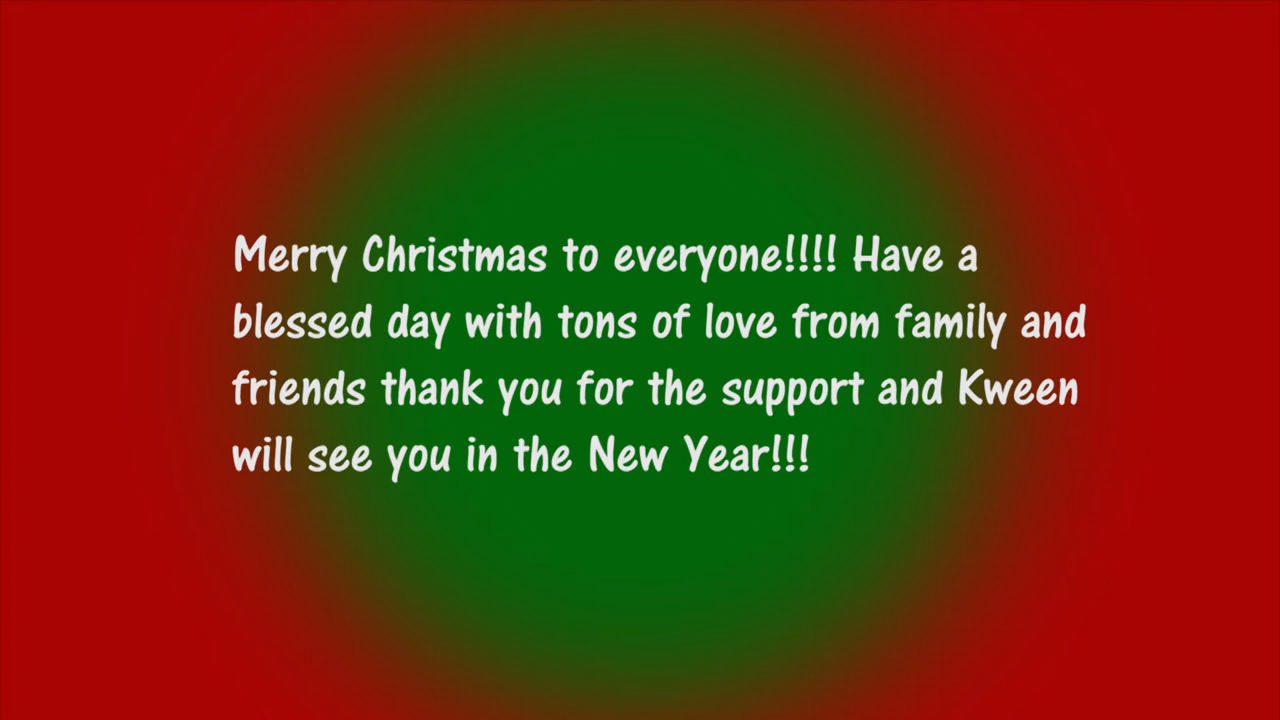 Merry Christmas to everyone!!!! Have a
blessed day with tons of love from family and
friends thank you for the support and Kween
will see you in the New Year!!!